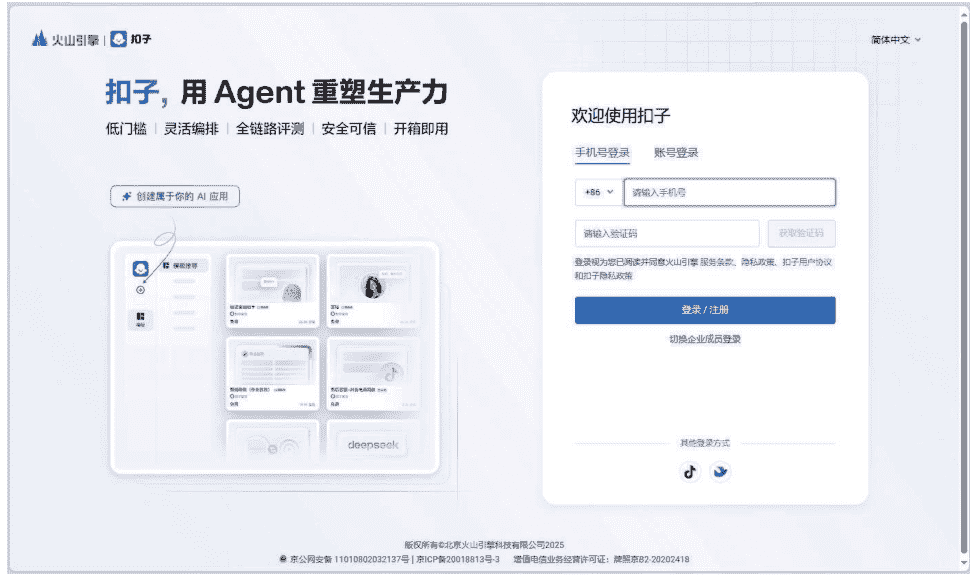 火山引擎 | 扣子
简体中文
扣子，用 Agent 重塑生产力
低门槛 | 灵活编排 | 全链路评测 | 安全可信 | 开箱即用
创建属于你的 AI 应用
模板推荐
deepseek
欢迎使用扣子
手机号登录 账号登录
+86 请输入手机号
请输入验证码 获取验证码
登录视为您已阅读并同意火山引擎 服务条款、隐私政策、扣子用户协议
和扣子隐私政策
登录 / 注册
切换企业成员登录
其他登录方式
版权所有©北京火山引擎科技有限公司2025
京公网安备 11010802032137号 | 京ICP备20018813号-3 增值电信业务经营许可证：牌照京B2-20202418